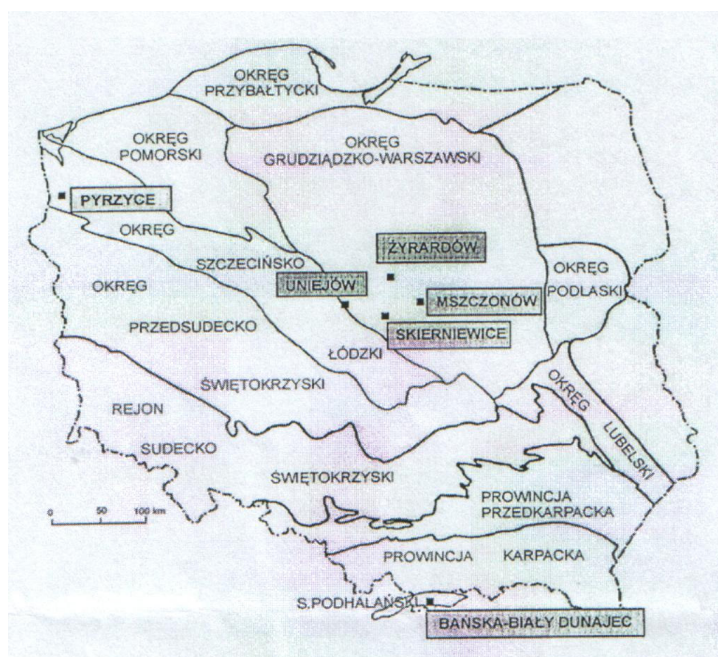 OKRĘG
PRZYBAŁTYCKI
OKRĘG
POMORSKI
OKRĘG
GRUDZIĄDZKO-WARSZAWSKI
PYRZYCE
OKRĘG
SZCZECIŃSKO
ŻYRARDÓW
OKRĘG
PODLASKI
UNIEJÓW
OKRĘG
MSZCZONÓW
SKIERNIEWICE
PRZEDSUDECKO
ŁÓDZKI
ŚWIĘTOKRZYSKI
OKRĘG
LUBELSKI
REJON
SUDECKO
ŚWIĘTOKRZYSKI
PROWINCJA
PRZEDKARPACKA
0 50 100 km
PROWINCJA KARPACKA
S.PODHALAŃSKI
BAŃSKA-BIAŁY DUNAJEC